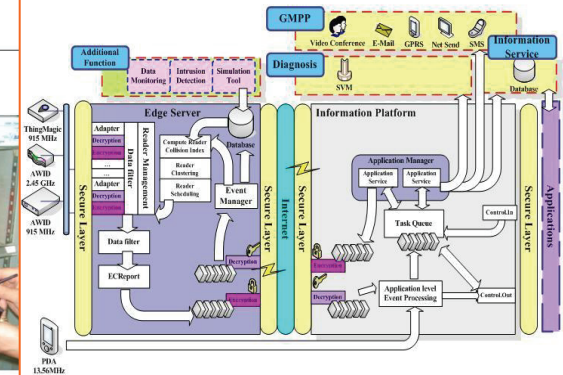 GMPP
Video Conference
E-Mail
GPRS
Net Send
SMS
Information
Service
Database
Additional
Function
Data
Monitoring
Intrusion
Detection
Simulation
Tool
Diagnosis
SVM
ThingMagic
915 MHz
AWID
2.45 GHz
AWID
915 MHz
PDA
13.56MHz
Secure Layer
Edge Server
Adapter
Decryption
Encryption
...
Adapter
Decryption
Encryption
Data filter
Reader Management
Compute Reader
Collision Index
Reader
Clustering
Reader
Scheduling
Database
Event
Manager
Data filter
ECReport
Decryption
Encryption
Secure Layer
Internet
Secure Layer
Information Platform
Application Manager
Application
Service
Application
Service
Task Queue
Control.In
Encryption
Decryption
Application level
Event Processing
Control.Out
Secure Layer
Applications